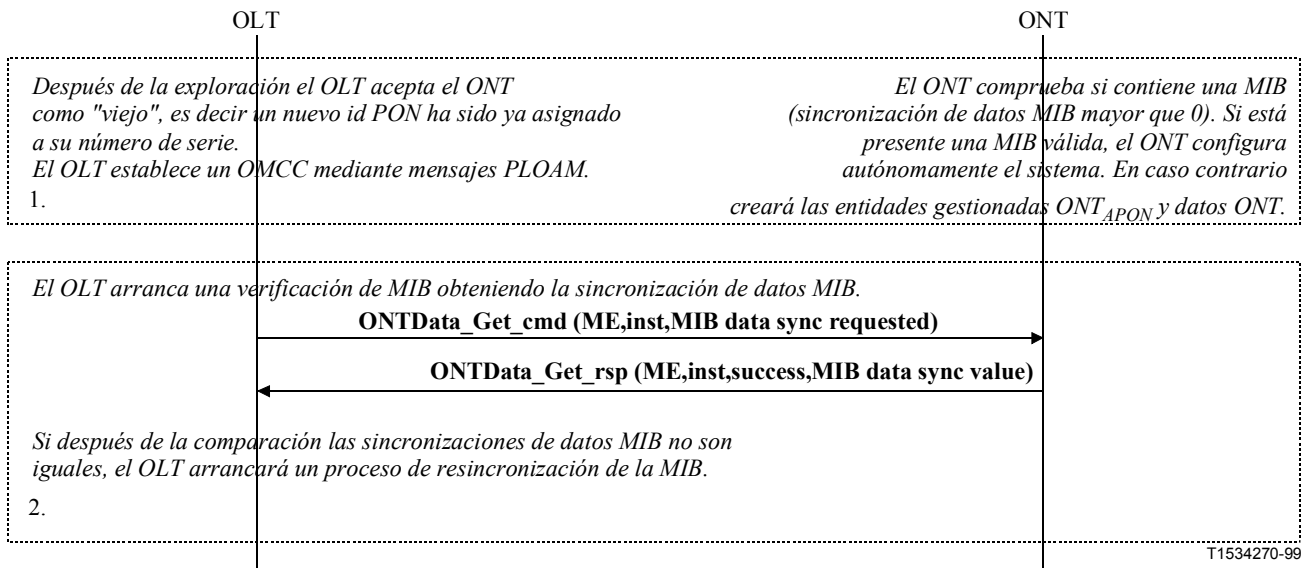 OLT
ONT
Después de la exploración el OLT acepta el ONT
como "viejo", es decir un nuevo id PON ha sido ya asignado
a su número de serie.
El OLT establece un OMCC mediante mensajes PLOAM.
1.
El ONT comprueba si contiene una MIB
(sincronización de datos MIB mayor que 0). Si está
presente una MIB válida, el ONT configura
autónomamente el sistema. En caso contrario
creará las entidades gestionadas ONT_APON y datos ONT.
El OLT arranca una verificación de MIB obteniendo la sincronización de datos MIB.
ONTData_Get_cmd (ME,inst,MIB data sync requested)
ONTData_Get_rsp (ME,inst,success,MIB data sync value)
Si después de la comparación las sincronizaciones de datos MIB no son
iguales, el OLT arrancará un proceso de resincronización de la MIB.
2.
T1534270-99